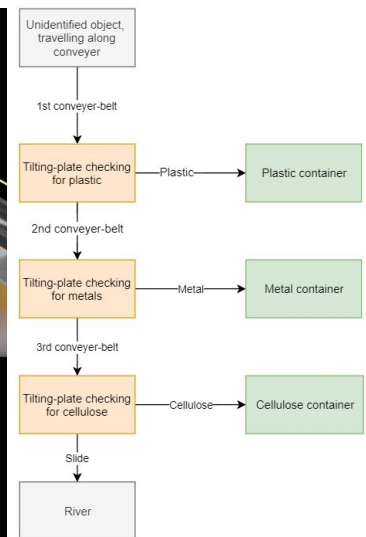 Unidentified object,
travelling along
conveyer
1st conveyer-belt
Tilting-plate checking
for plastic
Plastic
Plastic container
2nd conveyer-belt
Tilting-plate checking
for metals
Metal
Metal container
3rd conveyer-belt
Tilting-plate checking
for cellulose
Cellulose
Cellulose container
Slide
River